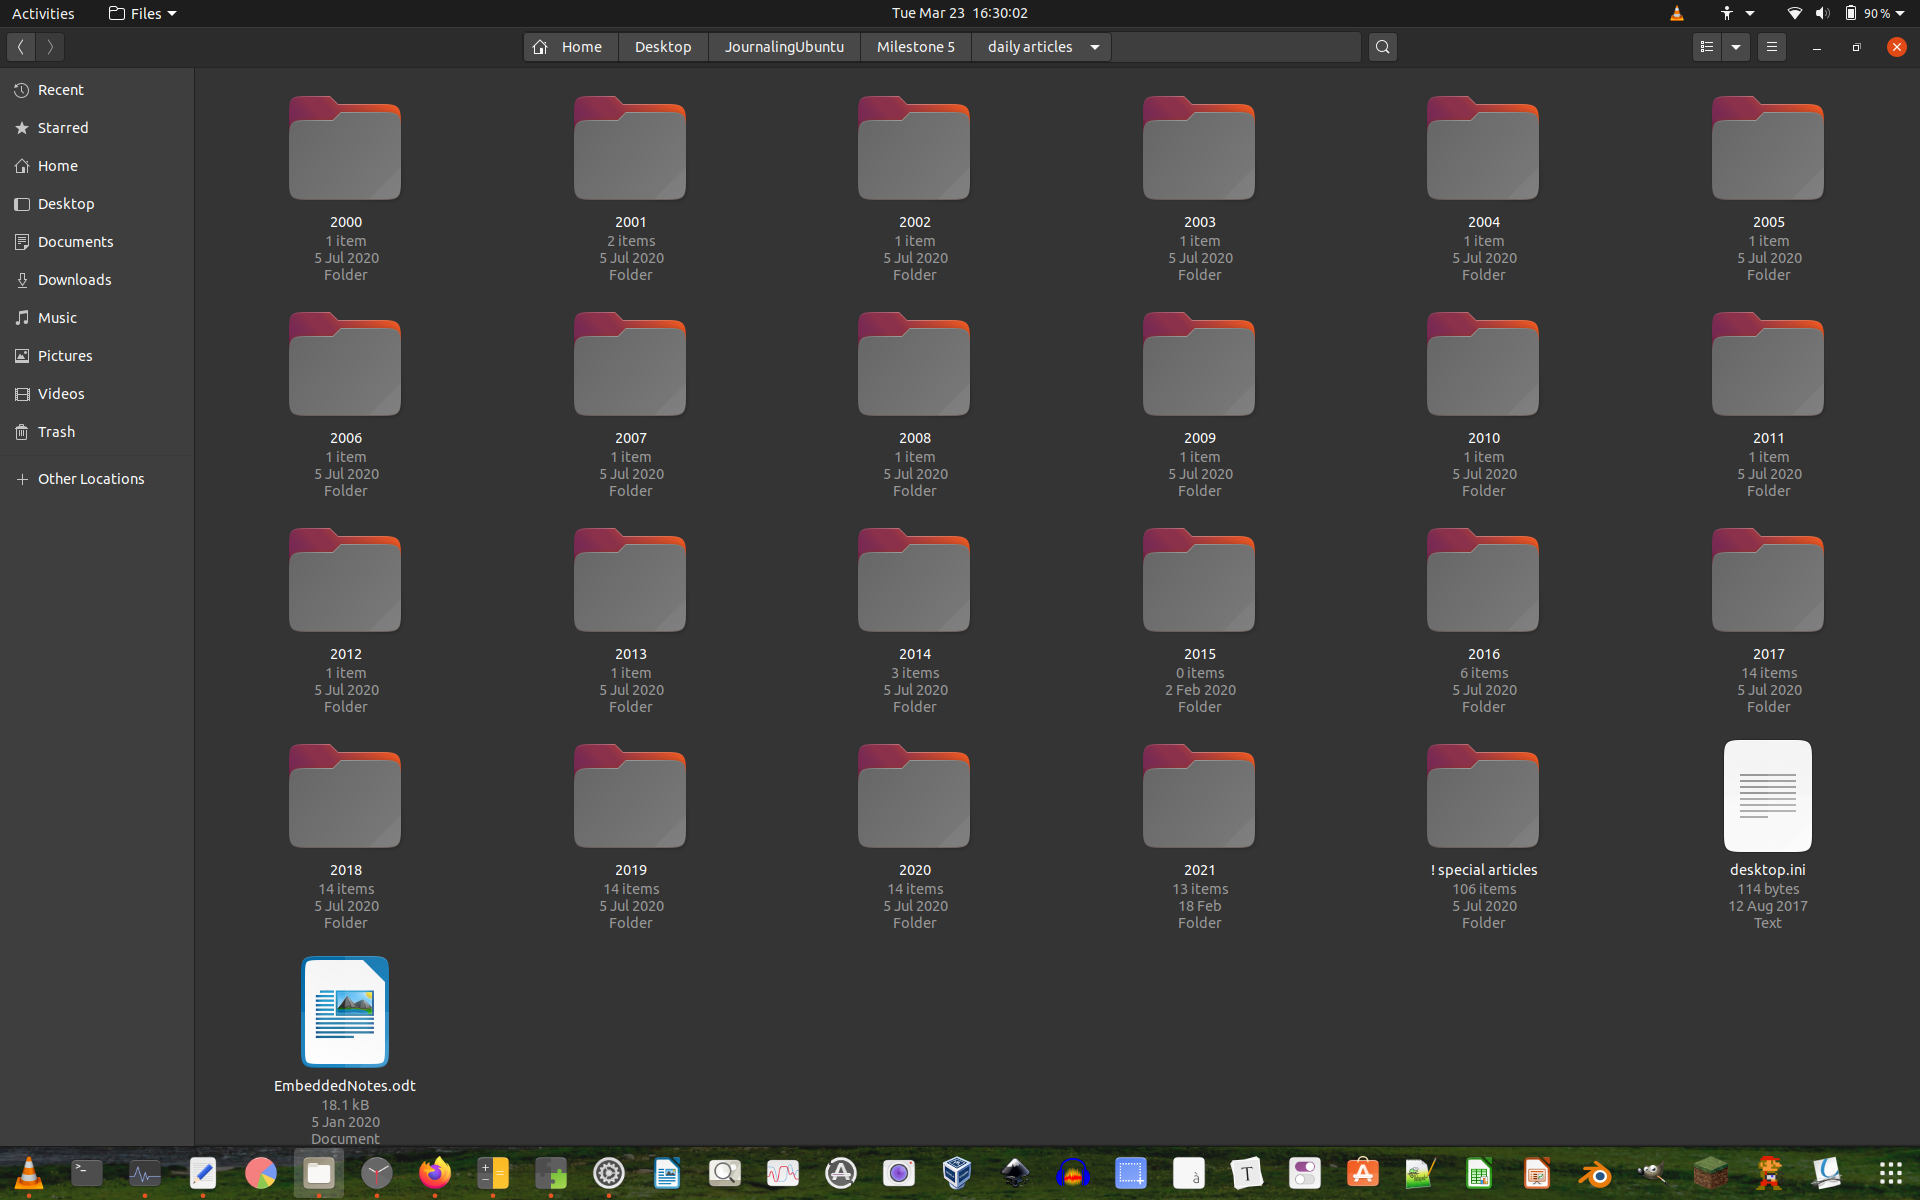 Activities Files Tue Mar 23 16:30:02 90 %
Home Desktop JournalingUbuntu Milestone 5 daily articles
Recent
Starred
Home
Desktop
Documents
Downloads
Music
Pictures
Videos
Trash
Other Locations
2000 2001 2002 2003 2004 2005
1 item 2 items 1 item 1 item 1 item 1 item
5 Jul 2020 5 Jul 2020 5 Jul 2020 5 Jul 2020 5 Jul 2020 5 Jul 2020
Folder Folder Folder Folder Folder Folder
2006 2007 2008 2009 2010 2011
1 item 1 item 1 item 1 item 1 item 1 item
5 Jul 2020 5 Jul 2020 5 Jul 2020 5 Jul 2020 5 Jul 2020 5 Jul 2020
Folder Folder Folder Folder Folder Folder
2012 2013 2014 2015 2016 2017
1 item 1 item 3 items 0 items 6 items 14 items
5 Jul 2020 5 Jul 2020 5 Jul 2020 2 Feb 2020 5 Jul 2020 5 Jul 2020
Folder Folder Folder Folder Folder Folder
2018 2019 2020 2021 ! special articles desktop.ini
14 items 14 items 14 items 13 items 106 items 114 bytes
5 Jul 2020 5 Jul 2020 5 Jul 2020 18 Feb 5 Jul 2020 12 Aug 2017
Folder Folder Folder Folder Folder Text
EmbeddedNotes.odt
18.1 kB
5 Jan 2020
Document